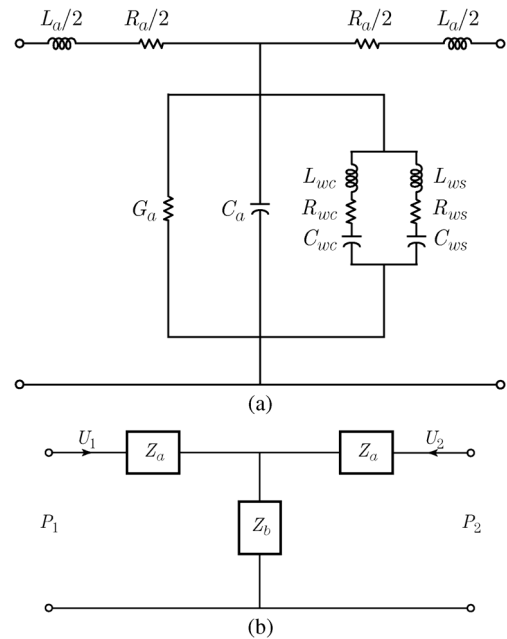 L_a/2 R_a/2 R_a/2 L_a/2
G_a C_a L_wc L_ws
R_wc R_ws
C_wc C_ws
(a)
U_1 Z_a Z_a U_2
P_1 Z_b P_2
(b)